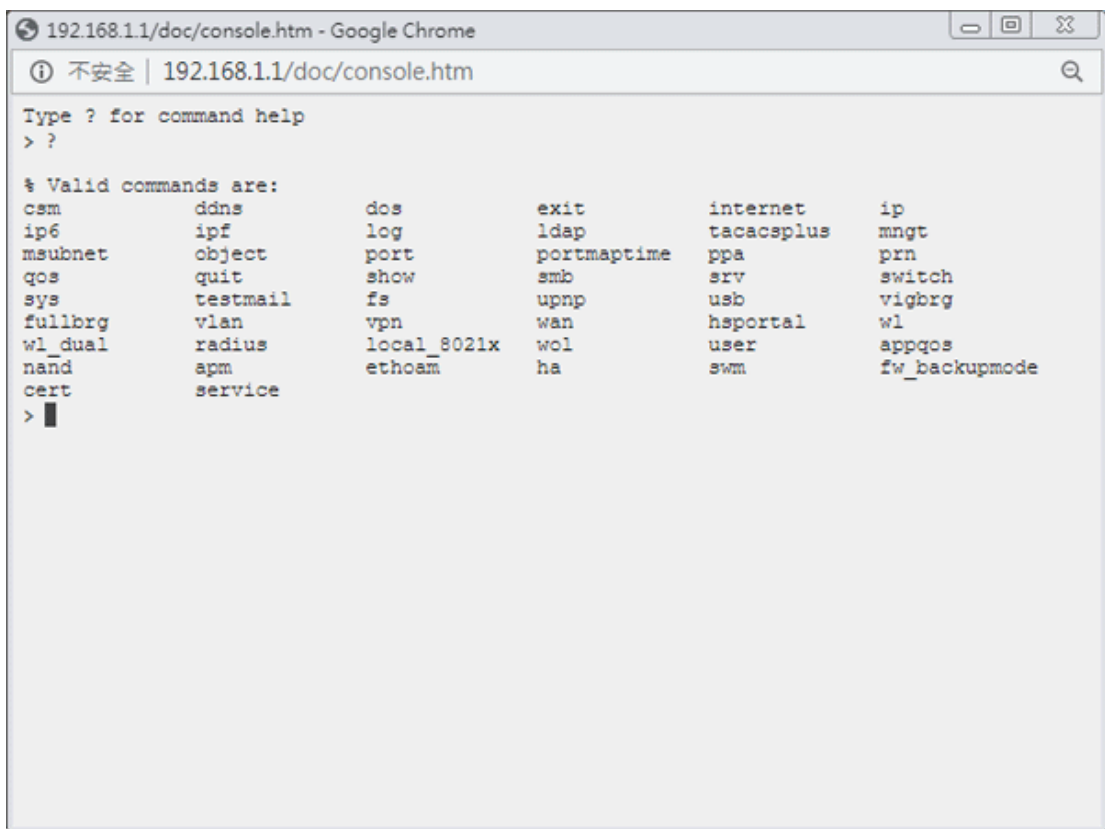 192.168.1.1/doc/console.htm - Google Chrome
不安全 | 192.168.1.1/doc/console.htm
Type ? for command help
> ?
% Valid commands are:
csm ddns dos exit internet ip
ip6 ipf log ldap tacacsplus mngt
msubnet object port portmaptime ppa prn
qos quit show smb srv switch
sys testmail fs upnp usb vigbrg
fullbrg vlan vpn wan hsportal wl
wl_dual radius local_8021x wol user appqos
nand apm ethoam ha swm fw_backupmode
cert service
>